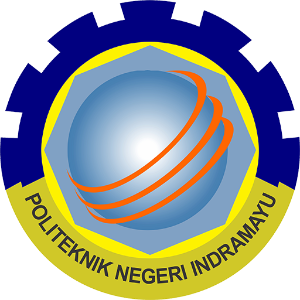 POLITEKNIK NEGERI INDRAMAYU